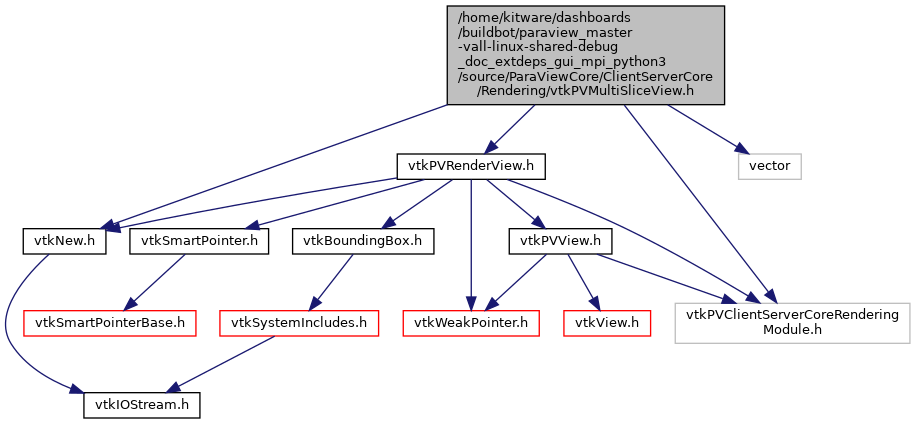 /home/kitware/dashboards
/buildbot/paraview_master
-vall-linux-shared-debug
_doc_extdeps_gui_mpi_python3
/source/ParaViewCore/ClientServerCore
/Rendering/vtkPVMultiSliceView.h
vtkPVRenderView.h
vector
vtkNew.h
vtkSmartPointer.h
vtkBoundingBox.h
vtkPVView.h
vtkSmartPointerBase.h
vtkSystemIncludes.h
vtkWeakPointer.h
vtkView.h
vtkPVClientServerCoreRendering
Module.h
vtkIOStream.h